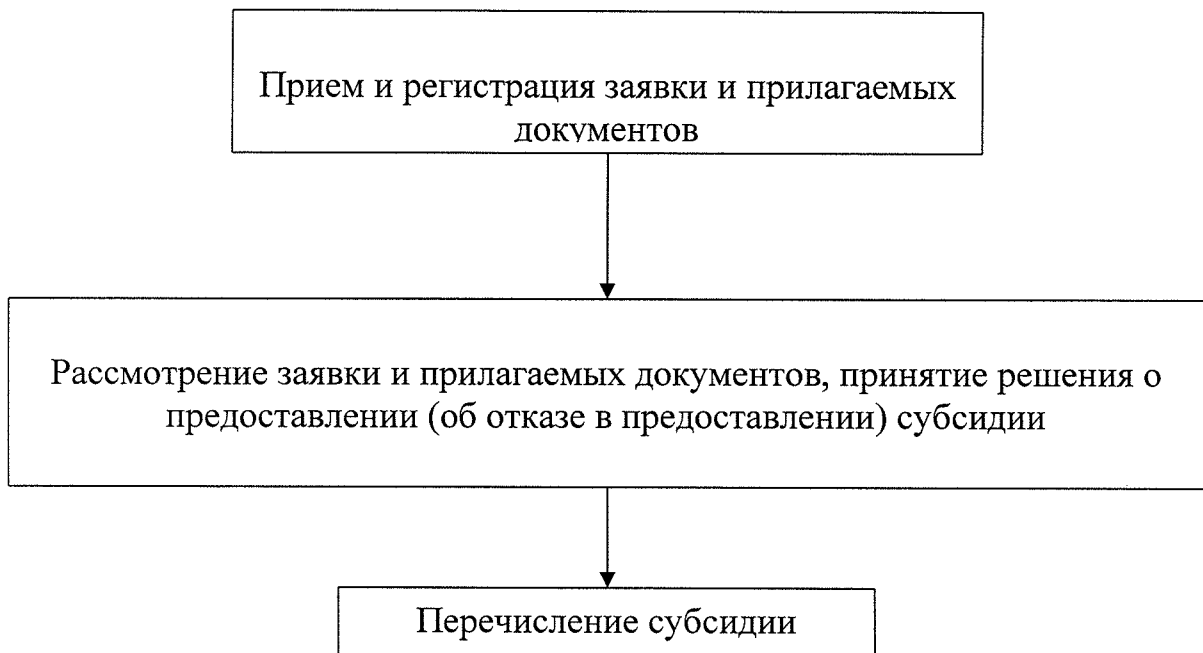 Прием и регистрация заявки и прилагаемых
документов
Рассмотрение заявки и прилагаемых документов, принятие решения о
предоставлении (об отказе в предоставлении) субсидии
Перечисление субсидии